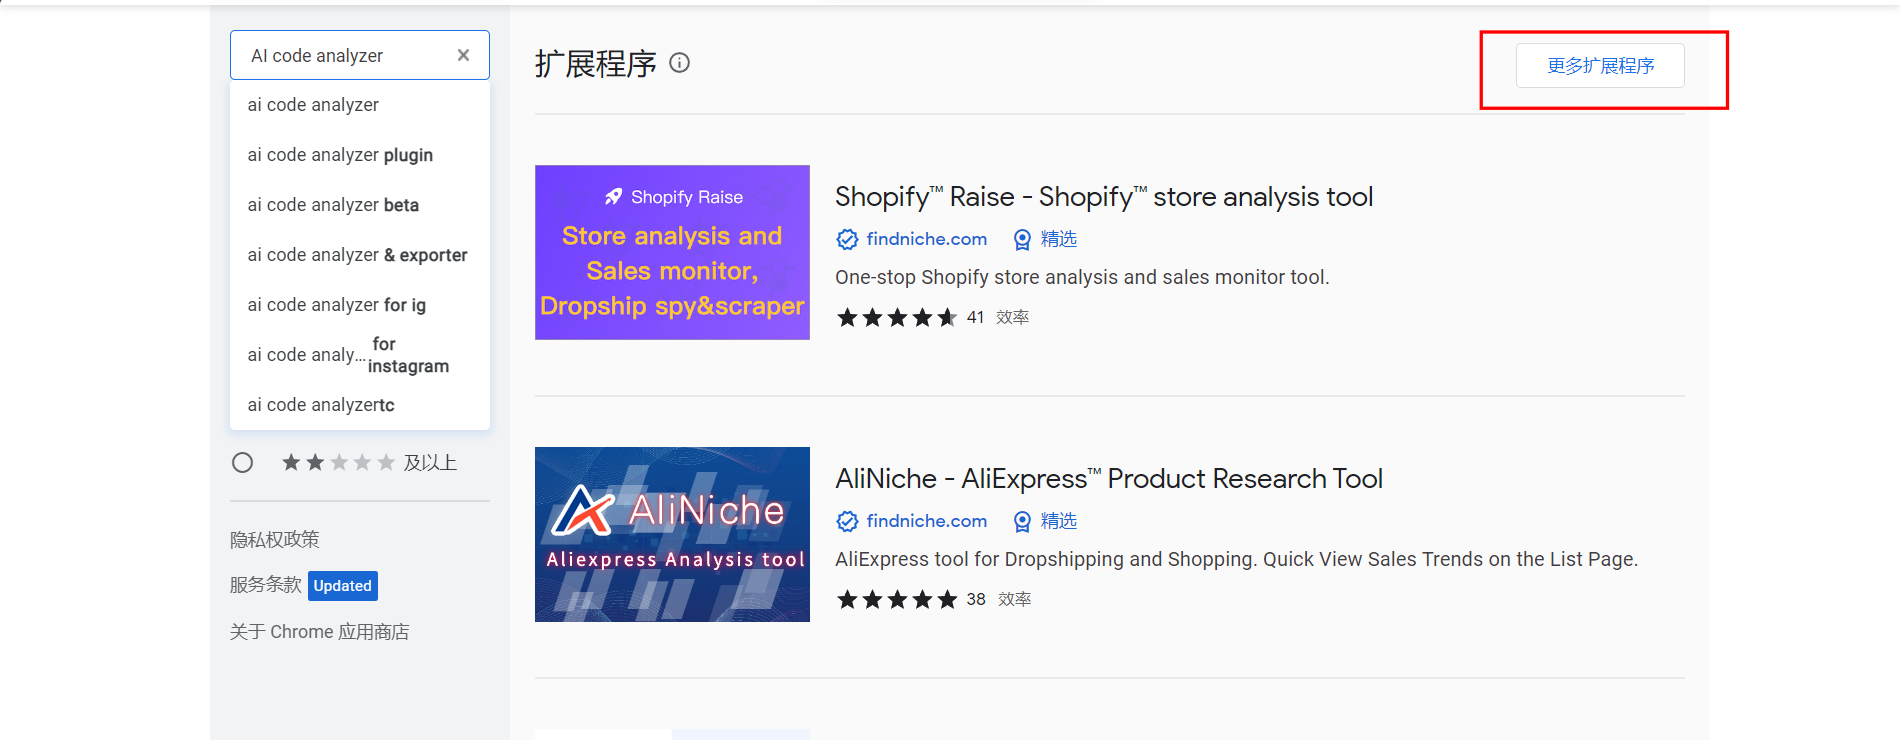 AI code analyzer
ai code analyzer
ai code analyzer plugin
ai code analyzer beta
ai code analyzer & exporter
ai code analyzer for ig
ai code analy... for
instagram
ai code analyzertc
及以上
隐私权政策
服务条款 Updated
关于 Chrome 应用商店
扩展程序
更多扩展程序
Shopify Raise
Store analysis and
Sales monitor,
Dropship spy&scraper
Shopify™ Raise - Shopify™ store analysis tool
findniche.com 精选
One-stop Shopify store analysis and sales monitor tool.
41 效率
AliNiche
Aliexpress Analysis tool
AliNiche - AliExpress™ Product Research Tool
findniche.com 精选
AliExpress tool for Dropshipping and Shopping. Quick View Sales Trends on the List Page.
38 效率